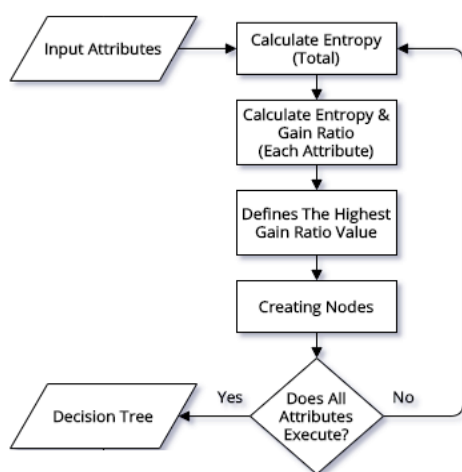 Input Attributes
Calculate Entropy
(Total)
Calculate Entropy &
Gain Ratio
(Each Attribute)
Defines The Highest
Gain Ratio Value
Creating Nodes
Does All
Attributes
Execute?
Yes
No
Decision Tree